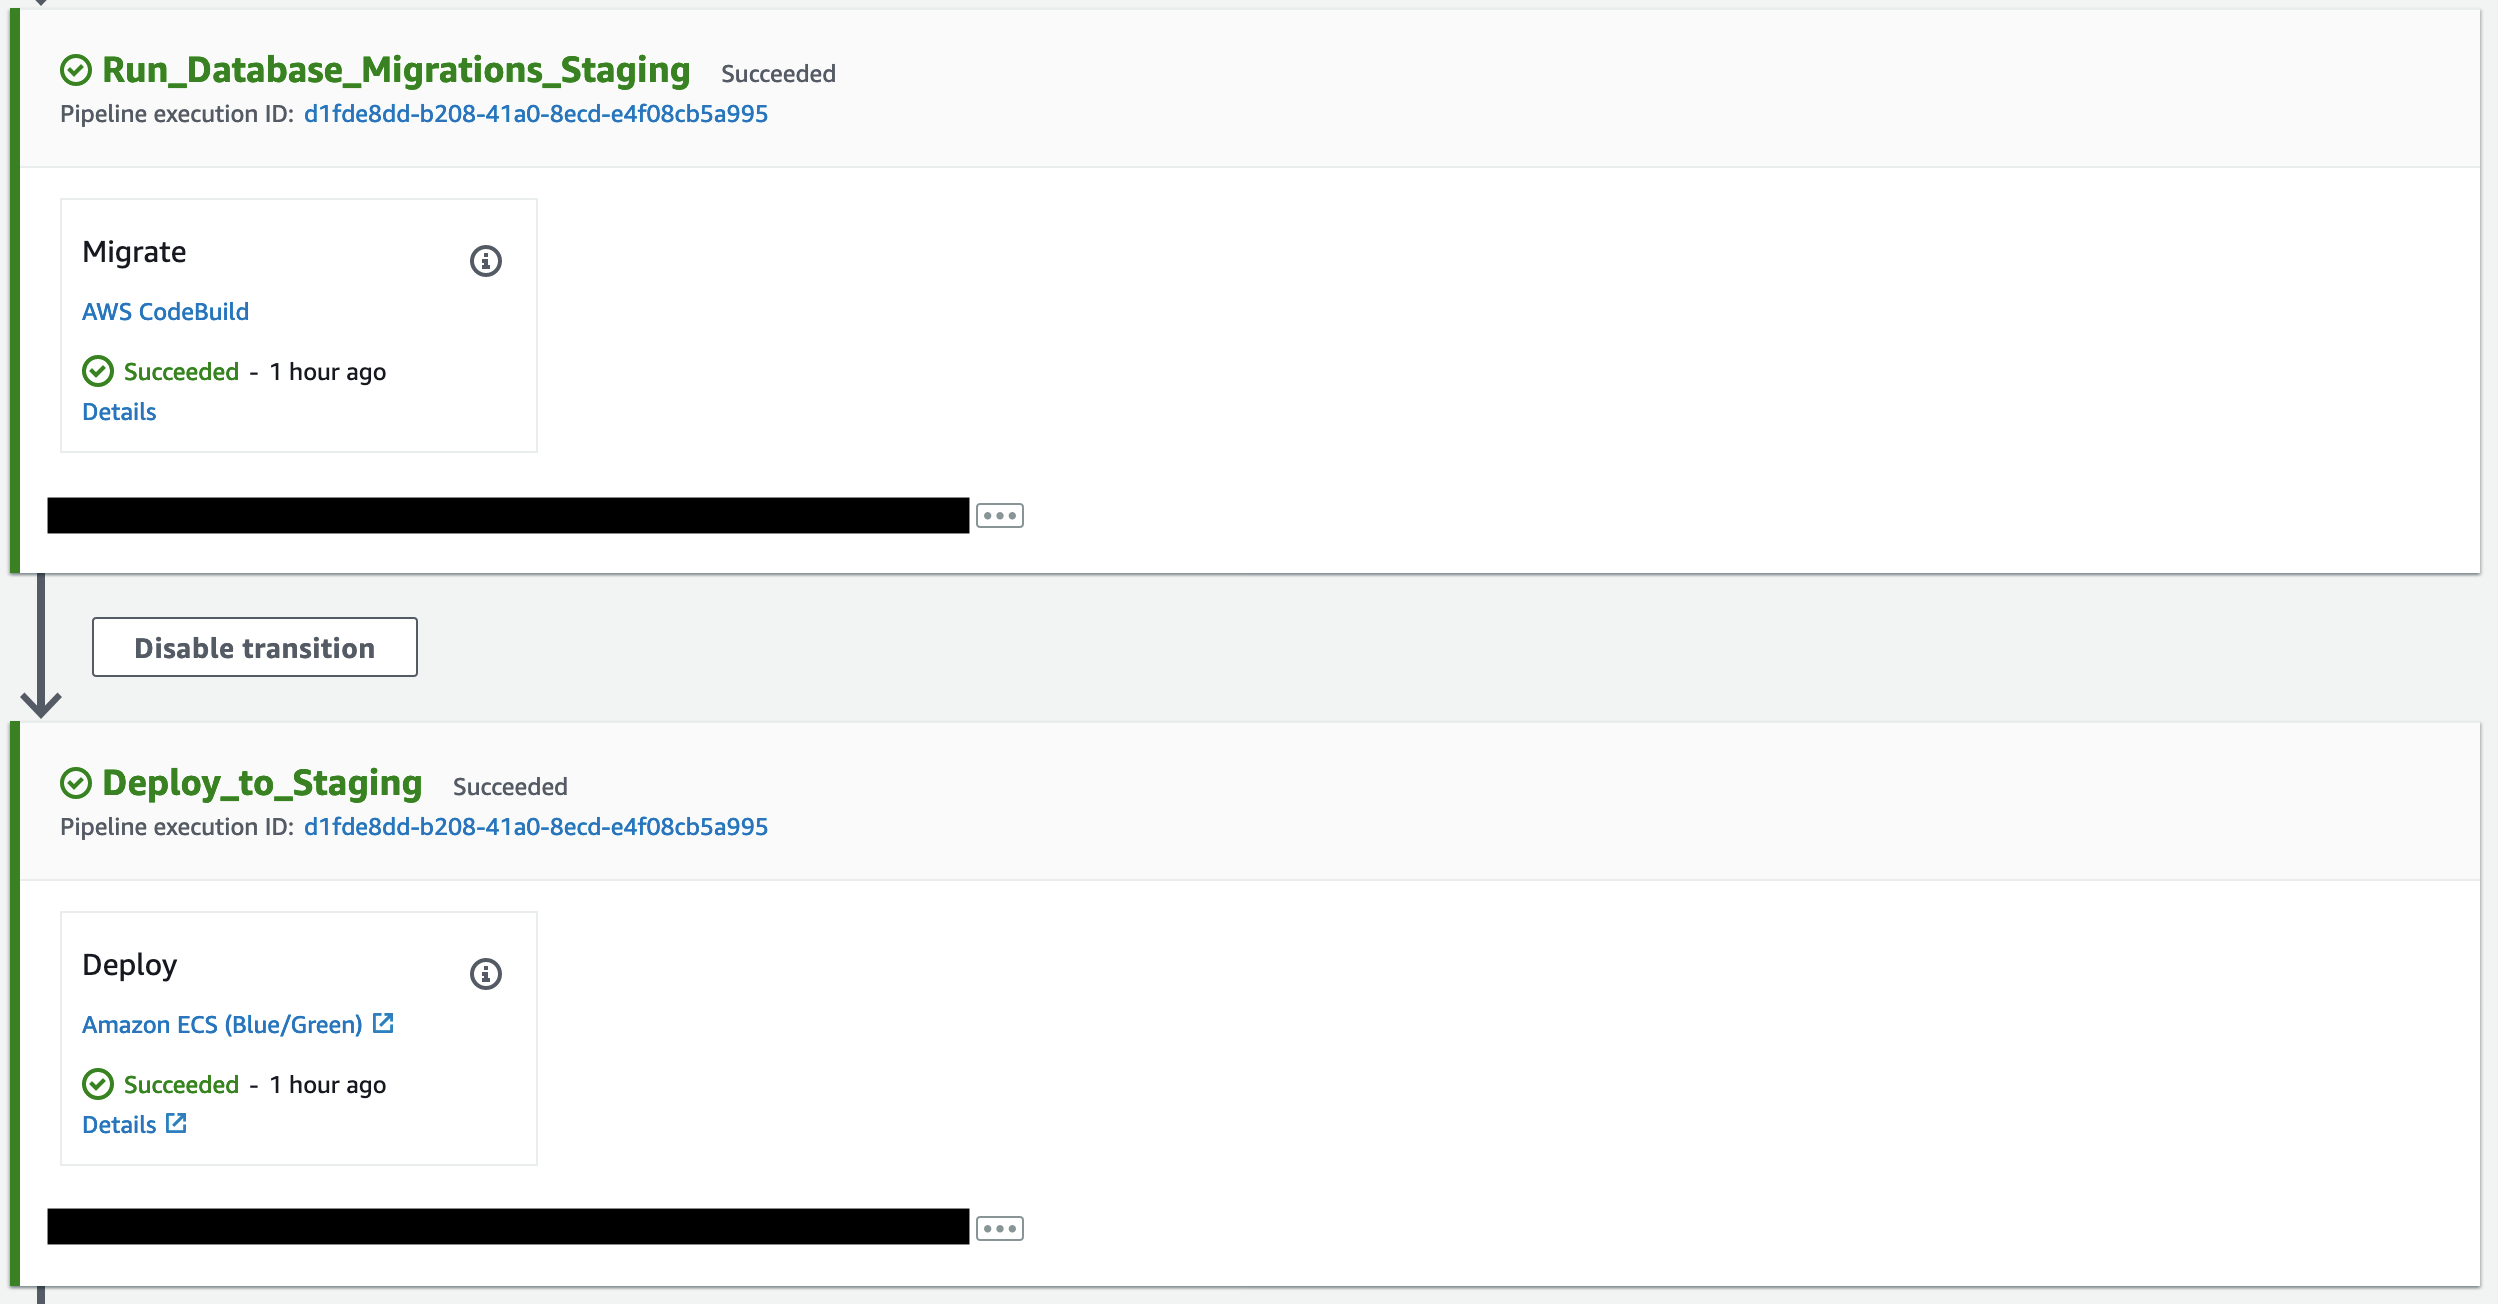 Run_Database_Migrations_Staging Succeeded
Pipeline execution ID: d1fde8dd-b208-41a0-8ecd-e4f08cb5a995
Migrate
AWS CodeBuild
Succeeded - 1 hour ago
Details
Disable transition
Deploy_to_Staging Succeeded
Pipeline execution ID: d1fde8dd-b208-41a0-8ecd-e4f08cb5a995
Deploy
Amazon ECS (Blue/Green)
Succeeded - 1 hour ago
Details